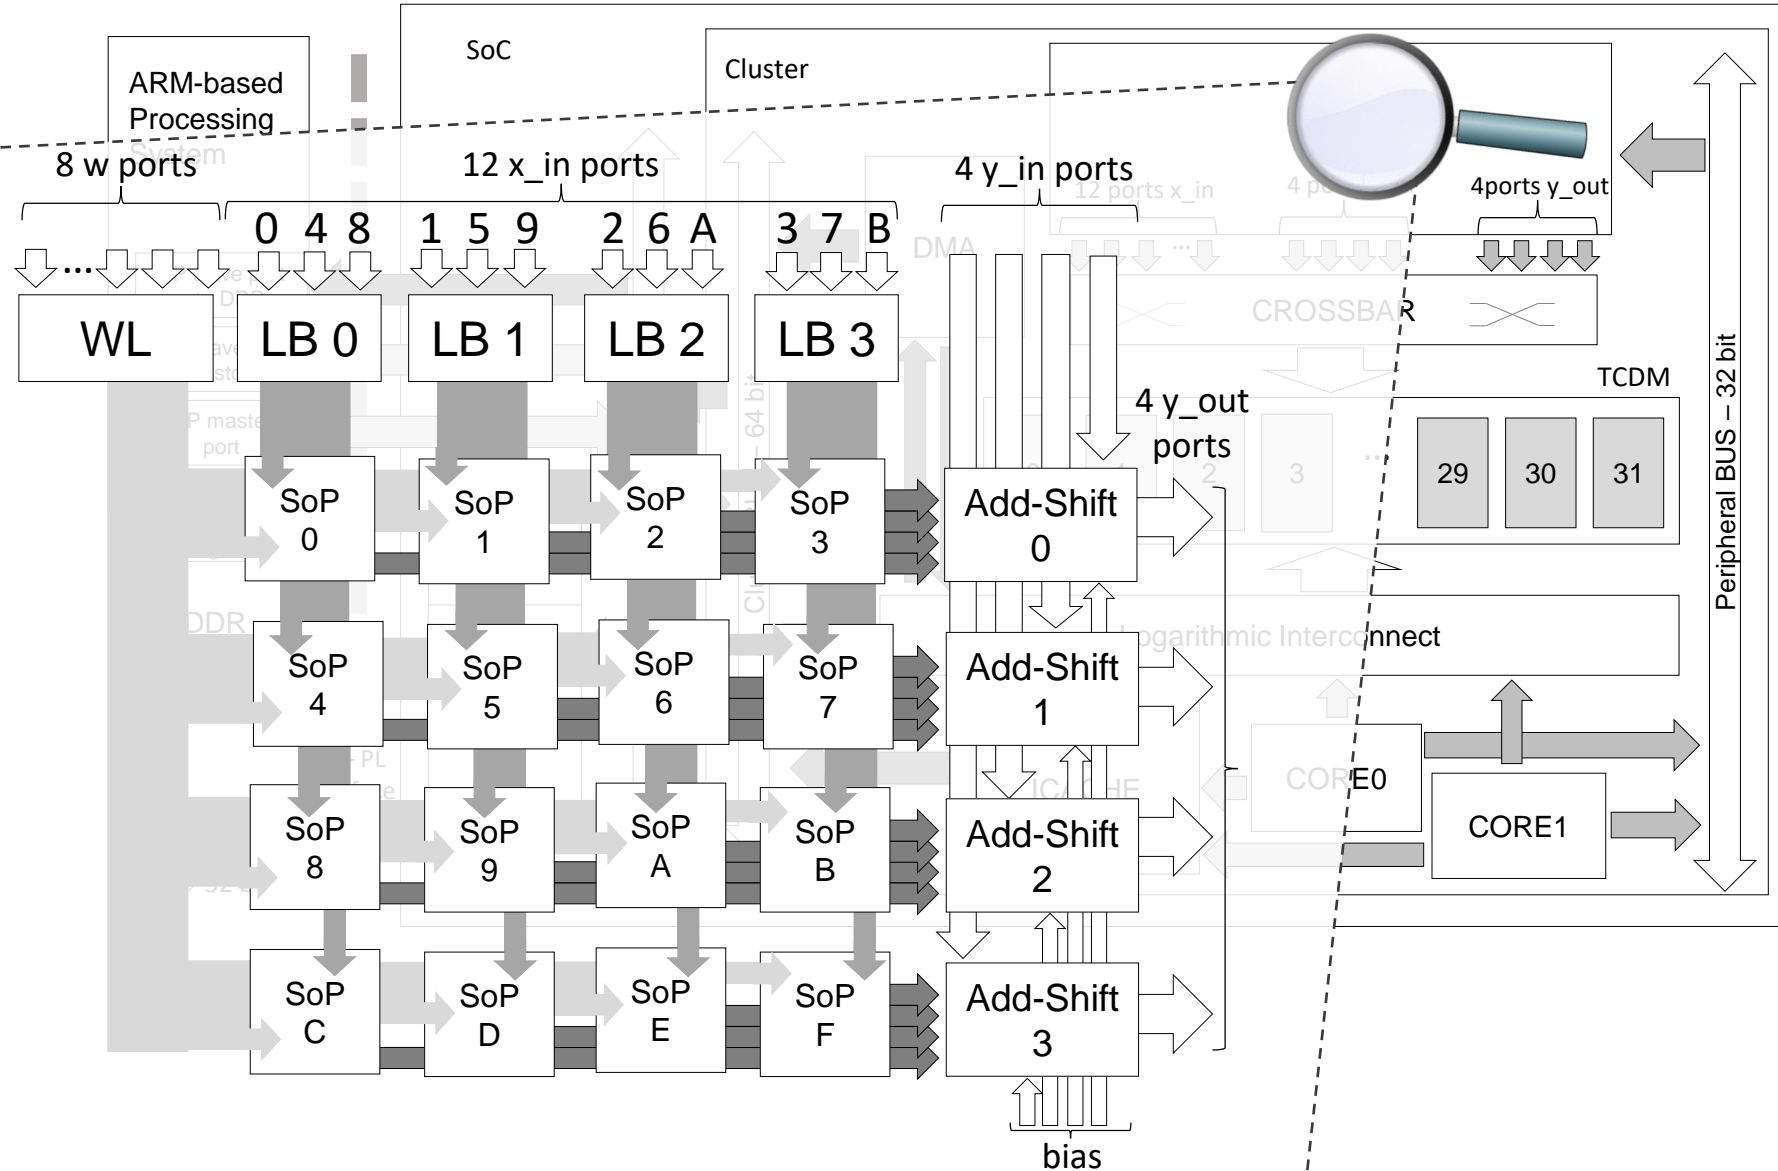 SoC
Cluster
ARM-based
Processing
System
8 w ports
12 x_in ports
4 y_in ports
12 ports x_in
4ports y_out
0 4 8
1 5 9
2 6 A
3 7 B
...
...
DMA
WL
LB 0
LB 1
LB 2
LB 3
CROSSBAR
TCDM
4 y_out
ports
Peripheral BUS – 32 bit
64 bit
port
2
3
...
29
30
31
SoP
0
SoP
1
SoP
2
SoP
3
Add-Shift
0
DDR
Logarithmic Interconnect
SoP
4
SoP
5
SoP
6
SoP
7
Add-Shift
1
PL
ICACHE
CORE0
CORE1
SoP
8
SoP
9
SoP
A
SoP
B
Add-Shift
2
SoP
C
SoP
D
SoP
E
SoP
F
Add-Shift
3
bias